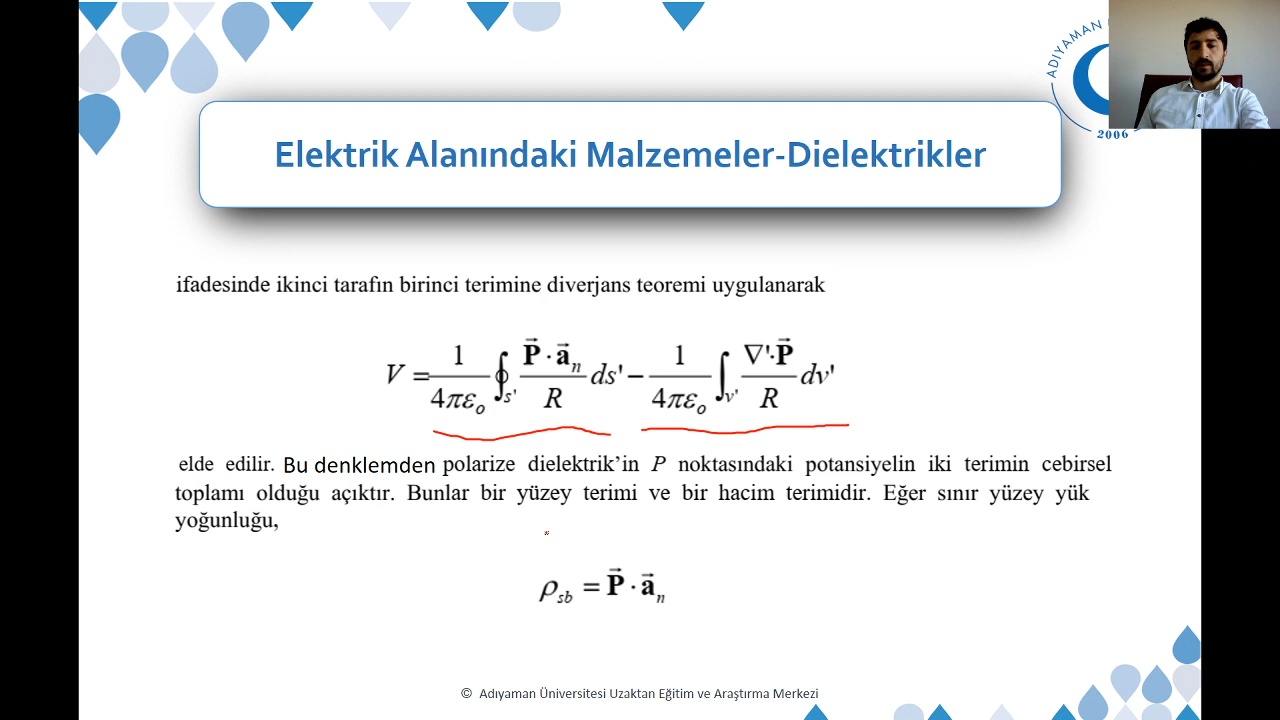 ADIYAMAN
2006
Elektrik Alanındaki Malzemeler-Dielektrikler
ifadesinde ikinci tarafın birinci terimine diverjans teoremi uygulanarak
V = 1/4πε₀ ∮s' P⃗ · a⃗n / R ds' − 1/4πε₀ ∫v' ∇'·P⃗ / R dv'
elde edilir. Bu denklemden polarize dielektrik’in P noktasındaki potansiyelin iki terimin cebirsel
toplamı olduğu açıktır. Bunlar bir yüzey terimi ve bir hacim terimidir. Eğer sınır yüzey yük
yoğunluğu,
ρsb = P⃗ · a⃗n
© Adıyaman Üniversitesi Uzaktan Eğitim ve Araştırma Merkezi